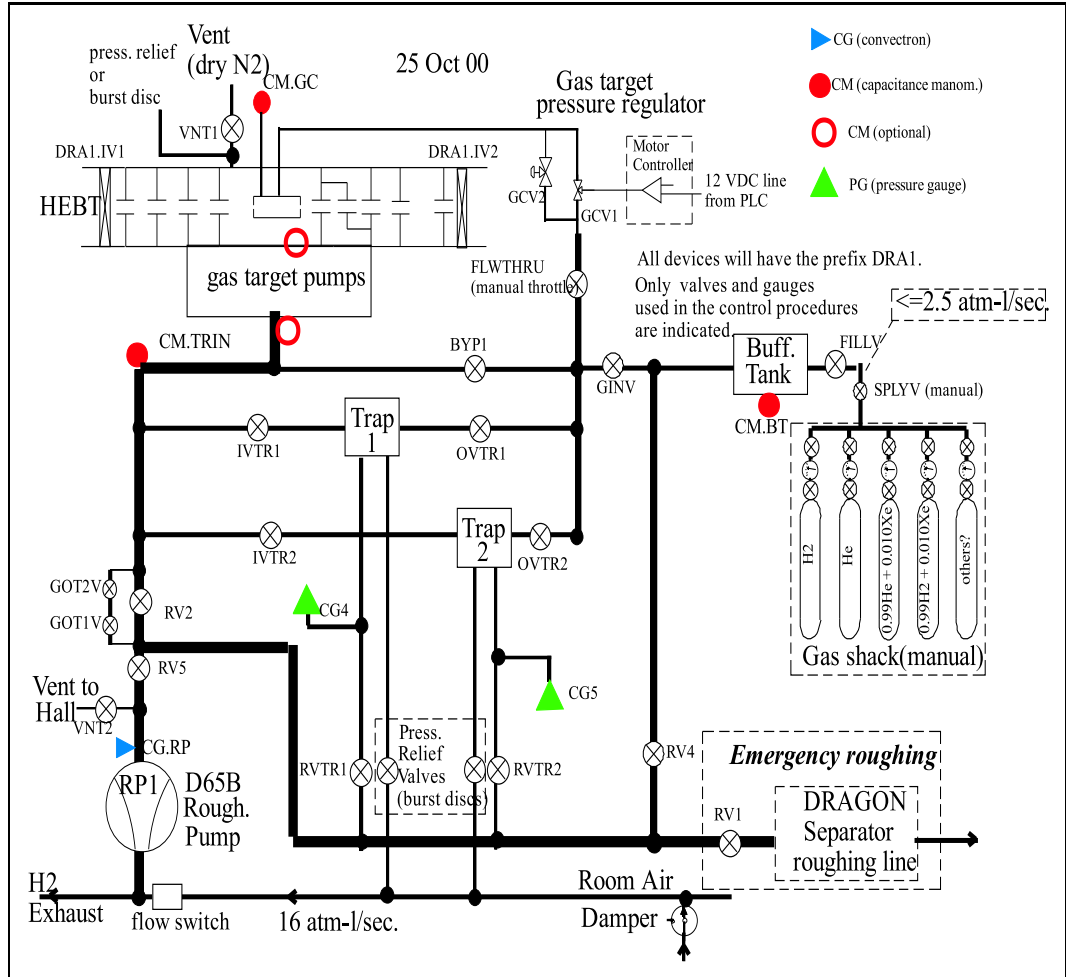 25 Oct 00
Vent
(dry N2)
press. relief
or
burst disc
CM.GC
VNT1
Gas target
pressure regulator
CG (convectron)
CM (capacitance manom.)
CM (optional)
PG (pressure gauge)
DRA1.IV1
DRA1.IV2
HEBT
GCV2
GCV1
Motor
Controller
12 VDC line
from PLC
gas target pumps
FLWTHRU
(manual throttle)
All devices will have the prefix DRA1.
Only valves and gauges
used in the control procedures
are indicated.
<=2.5 atm-l/sec.
CM.TRIN
BYP1
GINV
Buff.
Tank
FILLV
SPLYV (manual)
CM.BT
IVTR1
Trap
1
OVTR1
IVTR2
Trap
2
OVTR2
H2
He
0.99He + 0.010Xe
0.99H2 + 0.010Xe
others?
Gas shack(manual)
GOT2V
GOT1V
RV2
CG4
CG5
RV5
Vent to
Hall
VNT2
CG.RP
RP1
D65B
Rough.
Pump
RVTR1
Press.
Relief
Valves
(burst discs)
RVTR2
RV4
Emergency roughing
RV1
DRAGON
Separator
roughing line
H2
Exhaust
flow switch
16 atm-l/sec.
Room Air
Damper